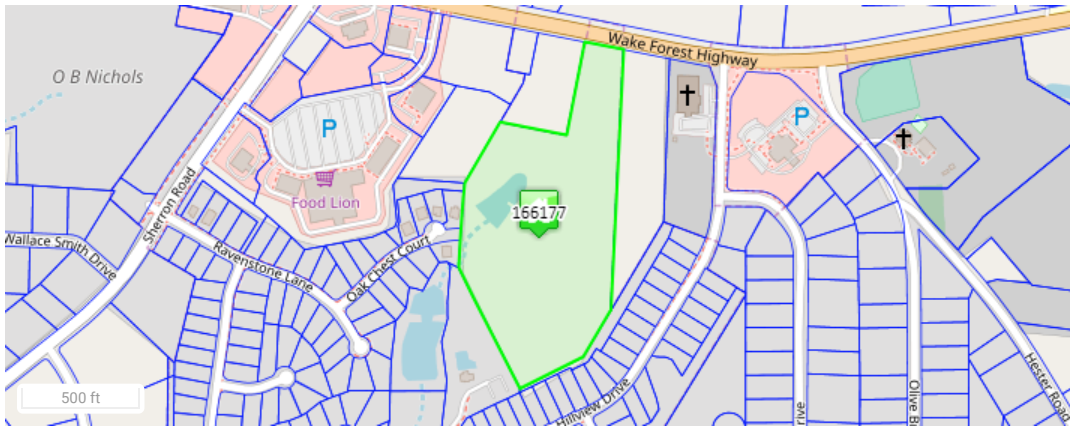 Wake Forest Highway
O B Nichols
P
P
Food Lion
166177
Sherron Road
Wallace Smith Drive
Ravenstone Lane
Oak Chest Court
Hillview Drive
rive
Olive B
Hester Road
500 ft